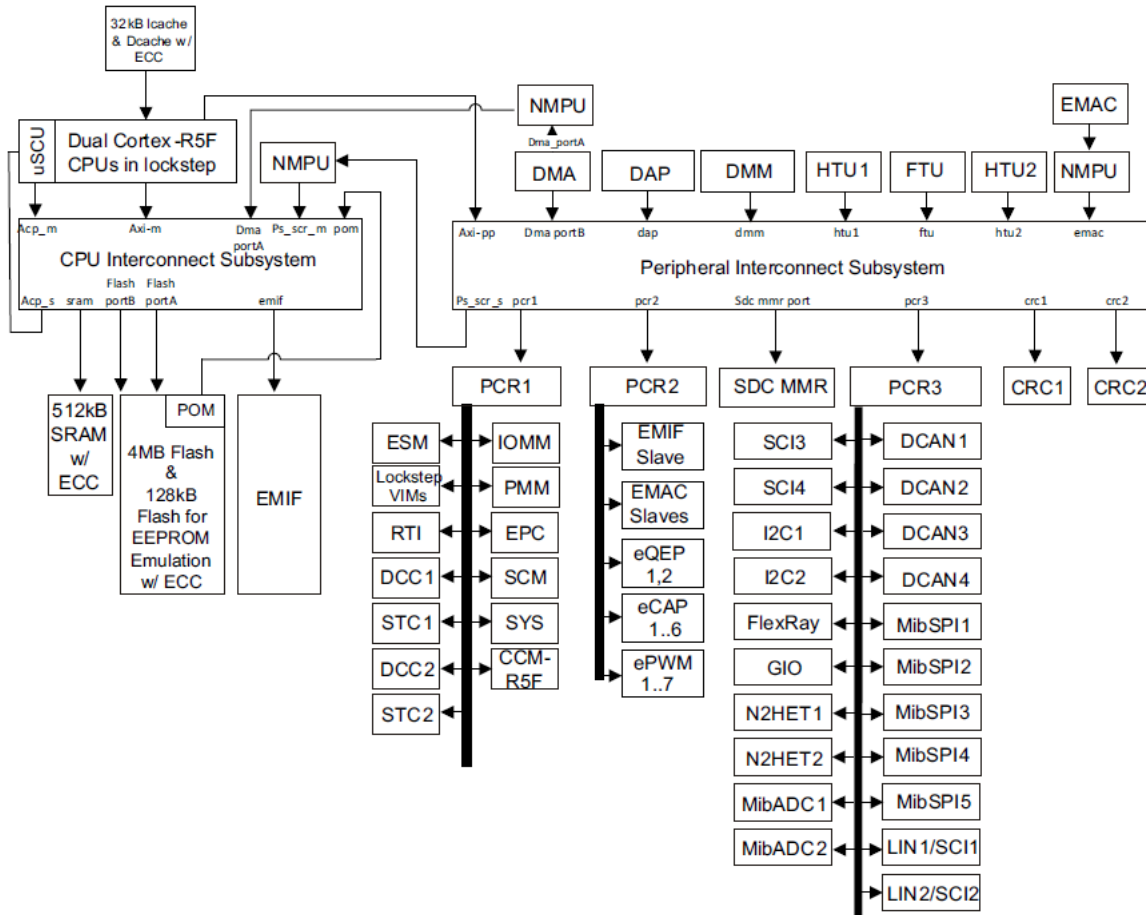 32kB Icache
& Dcache w/
ECC
uSCU
Dual Cortex -R5F
CPUs in lockstep
NMPU
NMPU
Dma_portA
DMA
DAP
DMM
HTU1
FTU
HTU2
EMAC
NMPU
Acp_m
Axi-m
Dma
portA
Ps_scr_m
pom
CPU Interconnect Subsystem
Acp_s
sram
Flash
portB
Flash
portA
emif
Axi-pp
Dma portB
dap
dmm
htu1
ftu
htu2
emac
Peripheral Interconnect Subsystem
Ps_scr_s
pcr1
pcr2
Sdc mmr port
pcr3
crc1
crc2
512kB
SRAM
w/
ECC
POM
4MB Flash
&
128kB
Flash for
EEPROM
Emulation
w/ ECC
EMIF
PCR1
PCR2
SDC MMR
PCR3
CRC1
CRC2
ESM
IOMM
Lockstep
VIMs
PMM
RTI
EPC
DCC1
SCM
STC1
SYS
DCC2
CCM-
R5F
STC2
EMIF
Slave
EMAC
Slaves
eQEP
1,2
eCAP
1..6
ePWM
1..7
SCI3
DCAN1
SCI4
DCAN2
I2C1
DCAN3
I2C2
DCAN4
FlexRay
MibSPI1
GIO
MibSPI2
N2HET1
MibSPI3
N2HET2
MibSPI4
MibADC1
MibSPI5
MibADC2
LIN1/SCI1
LIN2/SCI2